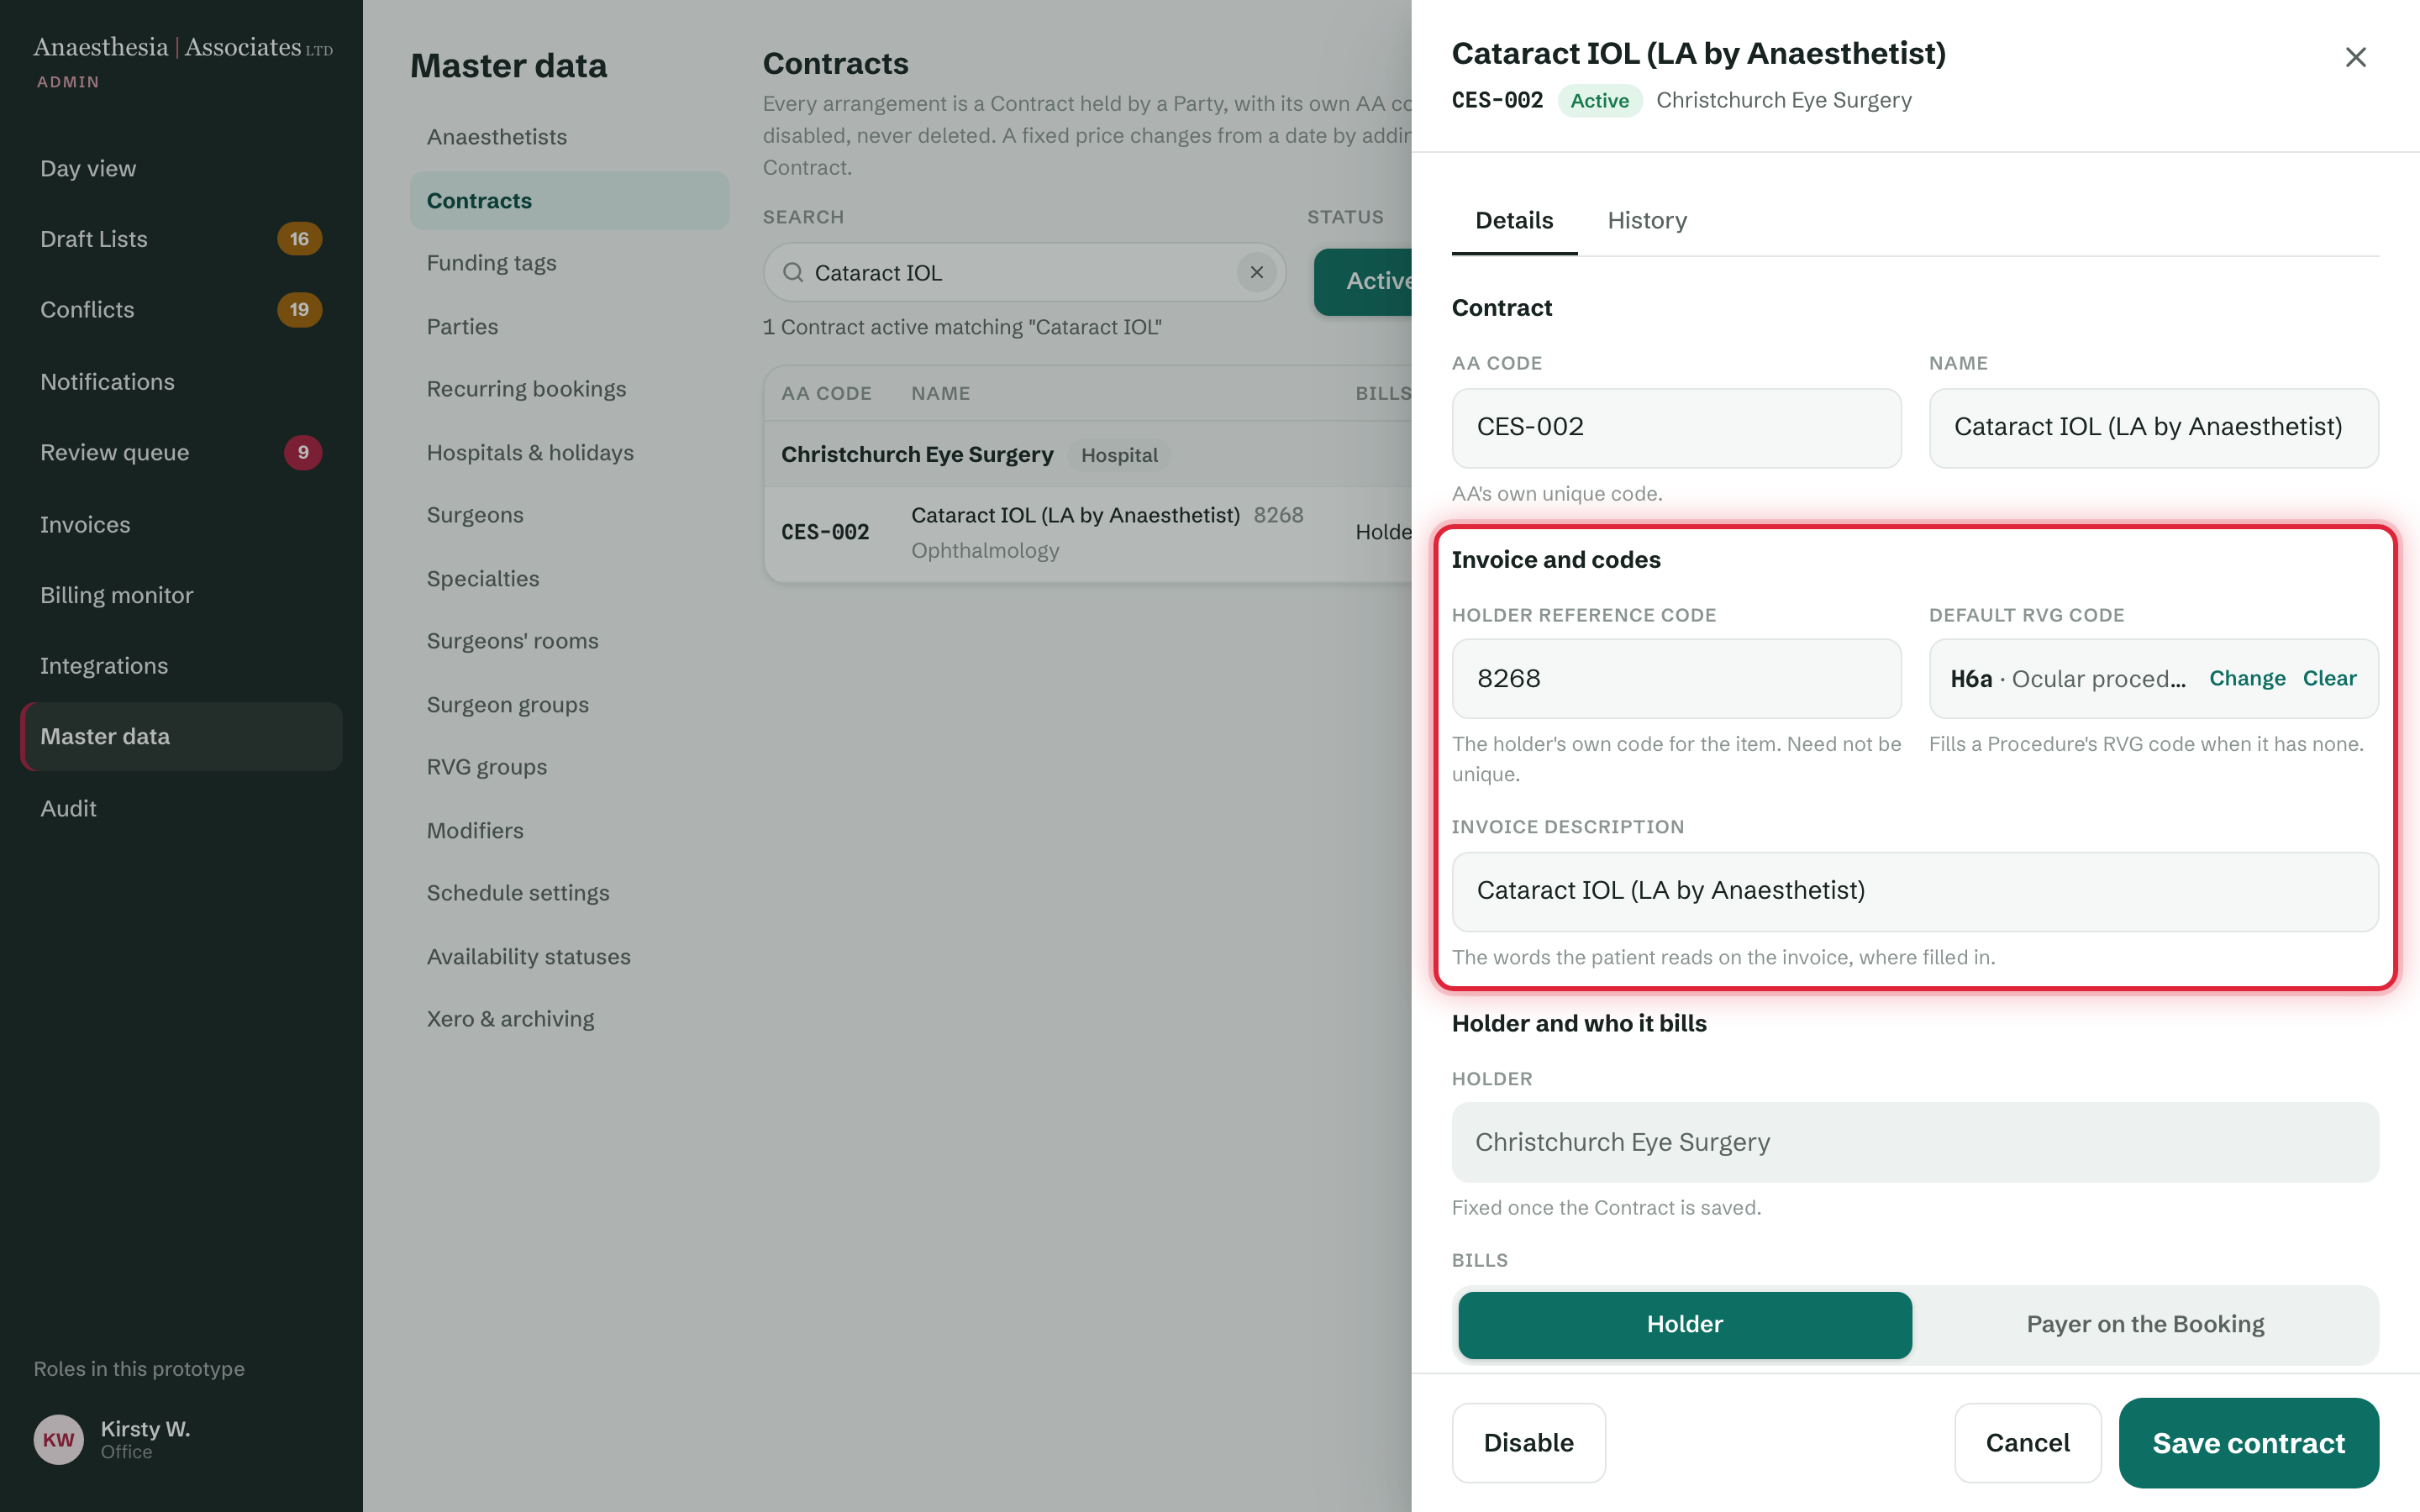 Anaesthesia | Associates LTD
ADMIN
Day view
Draft Lists 16
Conflicts 19
Notifications
Review queue 9
Invoices
Billing monitor
Integrations
Master data
Audit
Roles in this prototype
KW
Kirsty W.
Office
Master data
Anaesthetists
Contracts
Funding tags
Parties
Recurring bookings
Hospitals & holidays
Surgeons
Specialties
Surgeons' rooms
Surgeon groups
RVG groups
Modifiers
Schedule settings
Availability statuses
Xero & archiving
Contracts
Every arrangement is a Contract held by a Party, with its own AA
disabled, never deleted. A fixed price changes from a date by
Contract.
SEARCH STATUS
Cataract IOL
Active
1 Contract active matching "Cataract IOL"
AA CODE NAME BILLS
Christchurch Eye Surgery Hospital
CES-002 Cataract IOL (LA by Anaesthetist) 8268
Ophthalmology
Cataract IOL (LA by Anaesthetist)
CES-002 Active Christchurch Eye Surgery
Details History
Contract
AA CODE NAME
CES-002 Cataract IOL (LA by Anaesthetist)
AA's own unique code.
Invoice and codes
HOLDER REFERENCE CODE DEFAULT RVG CODE
8268 H6a · Ocular proced... Change Clear
The holder's own code for the item. Need not be
unique.
Fills a Procedure's RVG code when it has none.
INVOICE DESCRIPTION
Cataract IOL (LA by Anaesthetist)
The words the patient reads on the invoice, where filled in.
Holder and who it bills
HOLDER
Christchurch Eye Surgery
Fixed once the Contract is saved.
BILLS
Holder Payer on the Booking
Disable Cancel Save contract